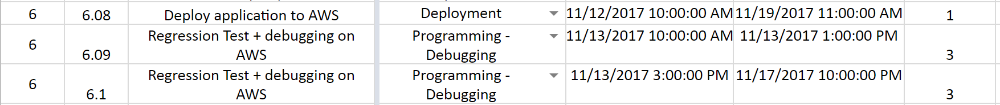 6 6.08 Deploy application to AWS Deployment 11/12/2017 10:00:00 AM 11/19/2017 11:00:00 AM 1
6 6.09 Regression Test + debugging on AWS Programming - Debugging 11/13/2017 10:00:00 AM 11/13/2017 1:00:00 PM 3
6 6.1 Regression Test + debugging on AWS Programming - Debugging 11/13/2017 3:00:00 PM 11/17/2017 10:00:00 PM 3